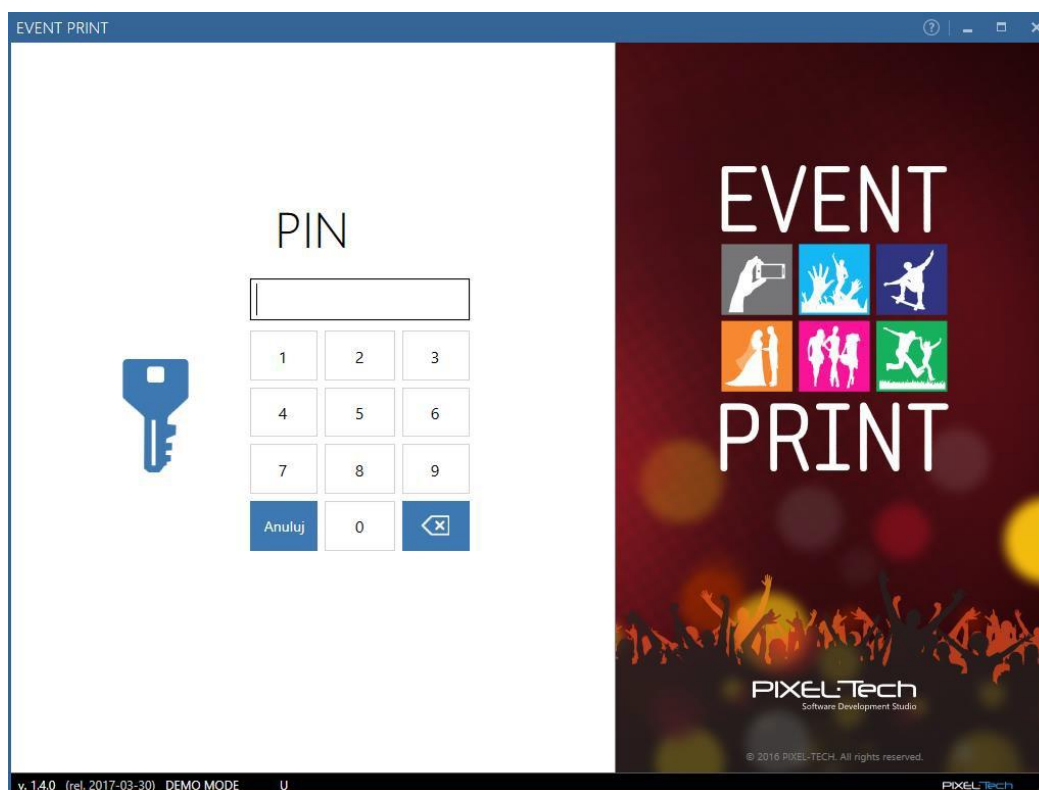 EVENT PRINT
PIN
1 2 3
4 5 6
7 8 9
Anuluj 0
EVENT
PRINT
PIXEL-Tech
Software Development Studio
© 2016 PIXEL-TECH. All rights reserved.
v. 1.4.0 (rel. 2017-03-30) DEMO MODE U
PIXEL-Tech